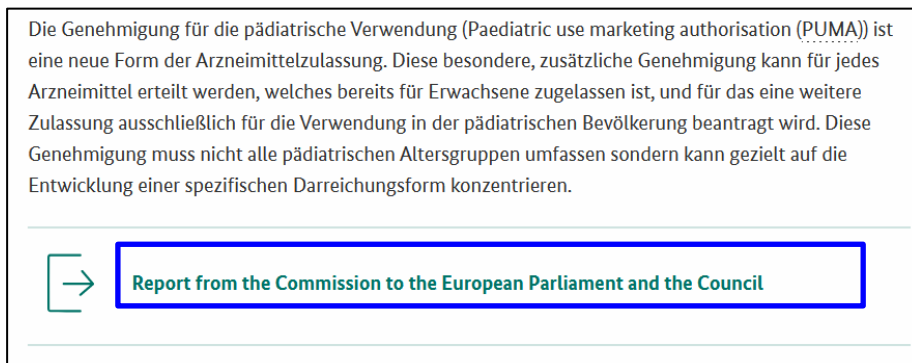 Die Genehmigung für die pädiatrische Verwendung (Paediatric use marketing authorisation (PUMA)) ist
eine neue Form der Arzneimittelzulassung. Diese besondere, zusätzliche Genehmigung kann für jedes
Arzneimittel erteilt werden, welches bereits für Erwachsene zugelassen ist, und für das eine weitere
Zulassung ausschließlich für die Verwendung in der pädiatrischen Bevölkerung beantragt wird. Diese
Genehmigung muss nicht alle pädiatrischen Altersgruppen umfassen sondern kann gezielt auf die
Entwicklung einer spezifischen Darreichungsform konzentrieren.
Report from the Commission to the European Parliament and the Council